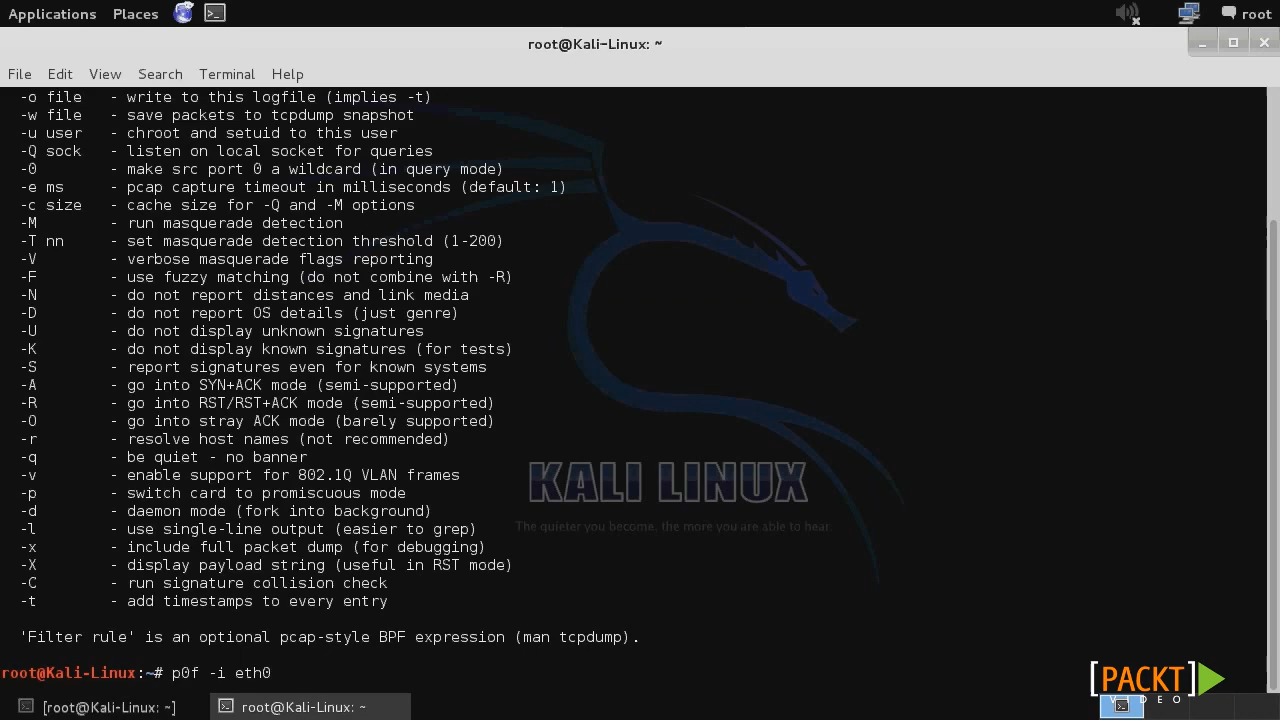 Applications Places root
root@Kali-Linux: ~
File Edit View Search Terminal Help
-o file - write to this logfile (implies -t)
-w file - save packets to tcpdump snapshot
-u user - chroot and setuid to this user
-Q sock - listen on local socket for queries
-0 - make src port 0 a wildcard (in query mode)
-e ms - pcap capture timeout in milliseconds (default: 1)
-c size - cache size for -Q and -M options
-M - run masquerade detection
-T nn - set masquerade detection threshold (1-200)
-V - verbose masquerade flags reporting
-F - use fuzzy matching (do not combine with -R)
-N - do not report distances and link media
-D - do not report OS details (just genre)
-U - do not display unknown signatures
-K - do not display known signatures (for tests)
-S - report signatures even for known systems
-A - go into SYN+ACK mode (semi-supported)
-R - go into RST/RST+ACK mode (semi-supported)
-O - go into stray ACK mode (barely supported)
-r - resolve host names (not recommended)
-q - be quiet - no banner
-v - enable support for 802.1Q VLAN frames
-p - switch card to promiscuous mode
-d - daemon mode (fork into background)
-l - use single-line output (easier to grep)
-x - include full packet dump (for debugging)
-X - display payload string (useful in RST mode)
-C - run signature collision check
-t - add timestamps to every entry
KALI LINUX
The quieter you become, the more you are able to hear.
'Filter rule' is an optional pcap-style BPF expression (man tcpdump).
root@Kali-Linux:~# p0f -i eth0
[PACKT]
VIDEO
[root@Kali-Linux: ~] root@Kali-Linux: ~